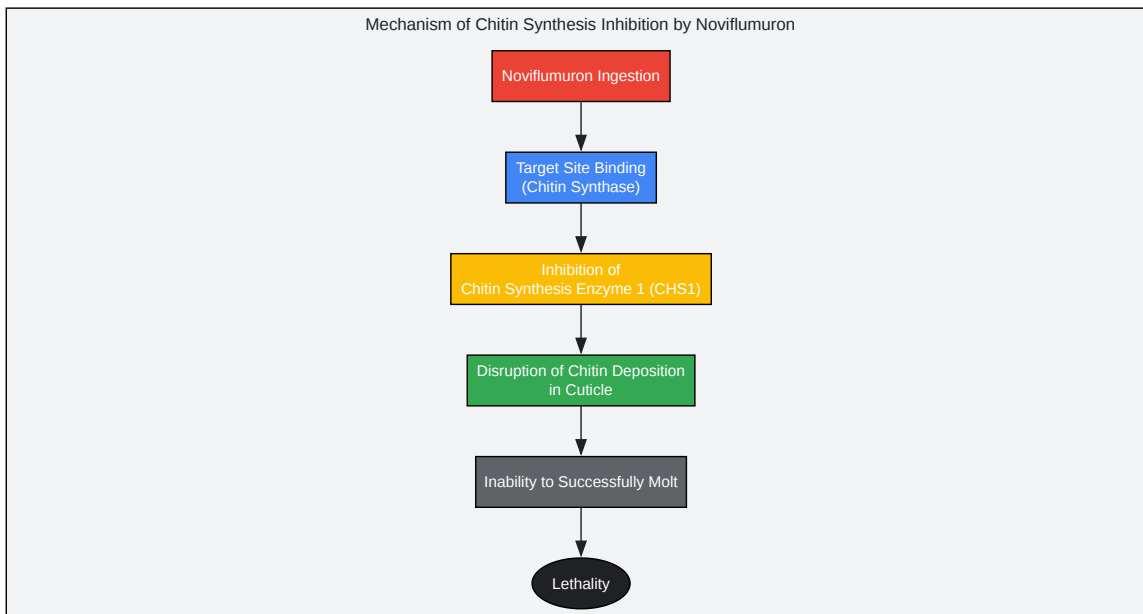 Mechanism of Chitin Synthesis Inhibition by Noviflumuron
Noviflumuron Ingestion
Target Site Binding
(Chitin Synthase)
Inhibition of
Chitin Synthesis Enzyme 1 (CHS1)
Disruption of Chitin Deposition
in Cuticle
Inability to Successfully Molt
Lethality